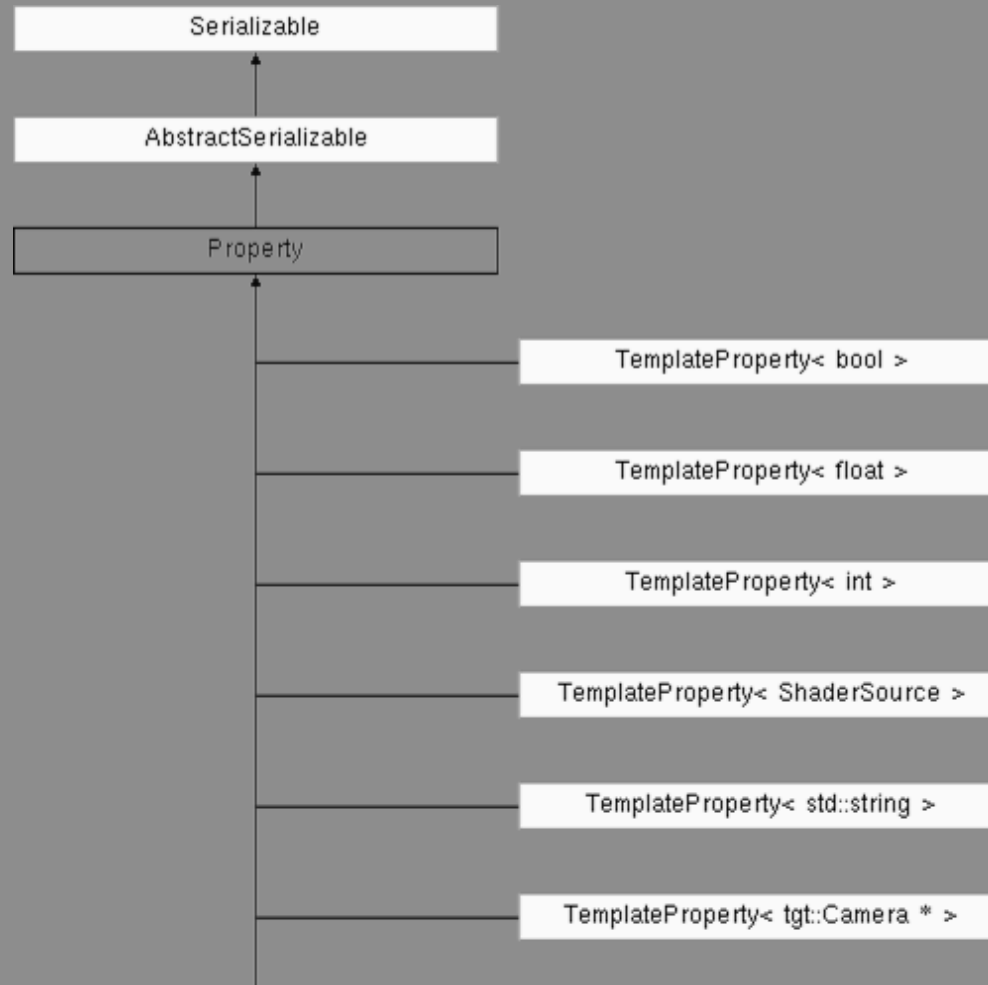 Serializable
AbstractSerializable
Property
TemplateProperty< bool >
TemplateProperty< float >
TemplateProperty< int >
TemplateProperty< ShaderSource >
TemplateProperty< std::string >
TemplateProperty< tgt::Camera * >